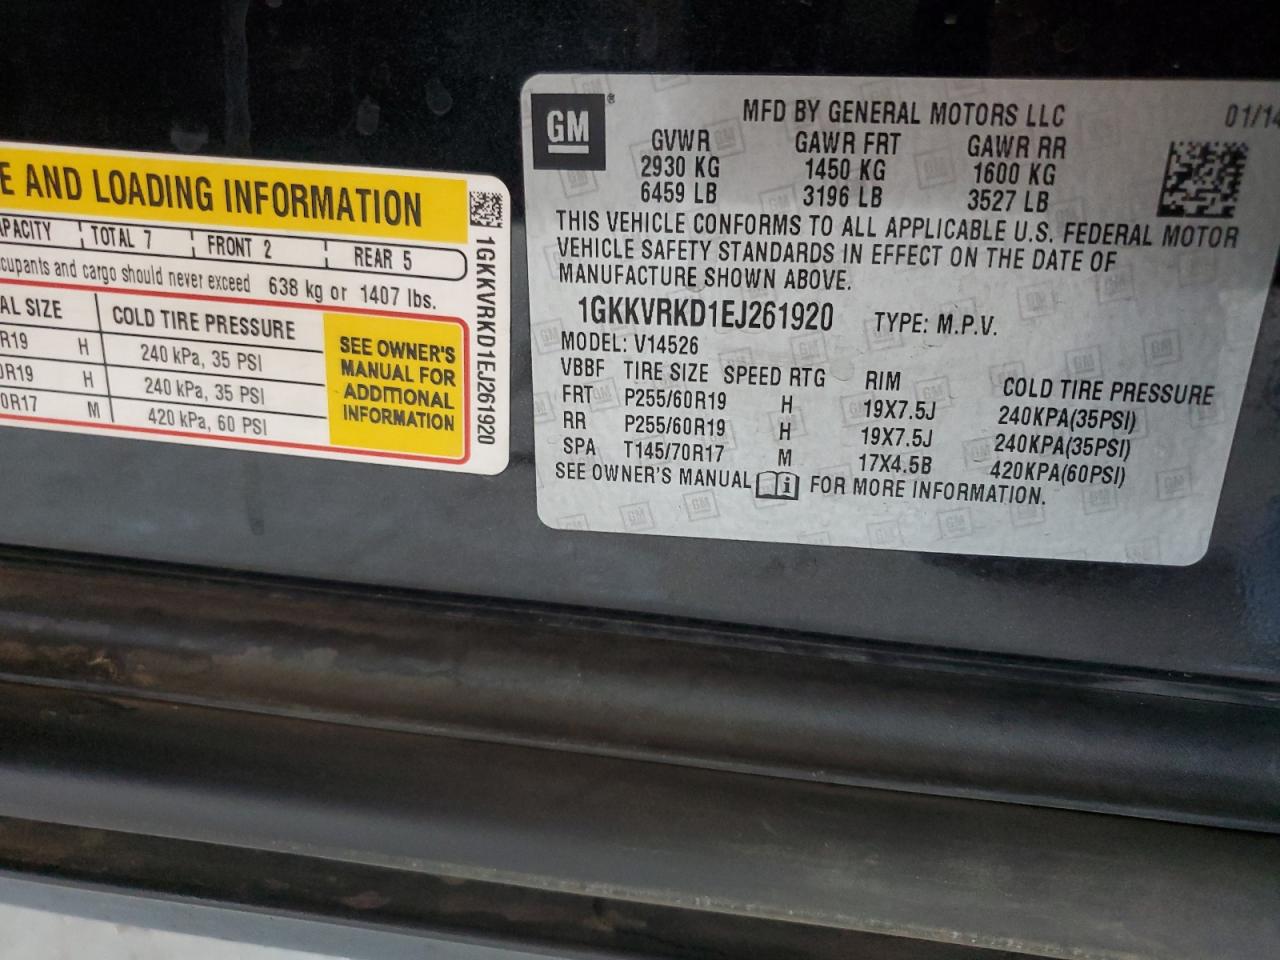 E AND LOADING INFORMATION
APACITY TOTAL 7 FRONT 2 REAR 5
cupants and cargo should never exceed 638 kg or 1407 lbs.
AL SIZE COLD TIRE PRESSURE
R19 H 240 kPa, 35 PSI
0R19 H 240 kPa, 35 PSI
0R17 M 420 kPa, 60 PSI
SEE OWNER'S
MANUAL FOR
ADDITIONAL
INFORMATION
1GKKVRKD1EJ261920
GM ®
MFD BY GENERAL MOTORS LLC 01/14
GVWR GAWR FRT GAWR RR
2930 KG 1450 KG 1600 KG
6459 LB 3196 LB 3527 LB
THIS VEHICLE CONFORMS TO ALL APPLICABLE U.S. FEDERAL MOTOR
VEHICLE SAFETY STANDARDS IN EFFECT ON THE DATE OF
MANUFACTURE SHOWN ABOVE.
1GKKVRKD1EJ261920 TYPE: M.P.V.
MODEL: V14526
VBBF TIRE SIZE SPEED RTG RIM COLD TIRE PRESSURE
FRT P255/60R19 H 19X7.5J 240KPA(35PSI)
RR P255/60R19 H 19X7.5J 240KPA(35PSI)
SPA T145/70R17 M 17X4.5B 420KPA(60PSI)
SEE OWNER'S MANUAL i FOR MORE INFORMATION.